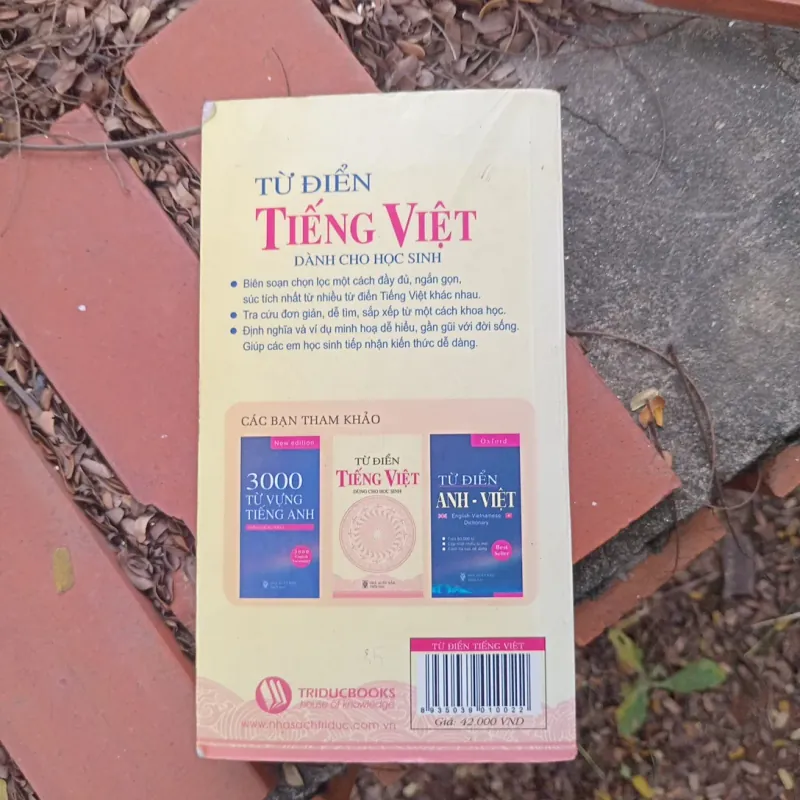 TỪ ĐIỂN
TIẾNG VIỆT
DÀNH CHO HỌC SINH
Biên soạn chọn lọc một cách đầy đủ, ngắn gọn,
súc tích nhất từ nhiều từ điển Tiếng Việt khác nhau.
Tra cứu đơn giản, dễ tìm, sắp xếp từ một cách khoa học.
Định nghĩa và ví dụ minh hoạ dễ hiểu, gần gũi với đời sống.
Giúp các em học sinh tiếp nhận kiến thức dễ dàng.
CÁC BẠN THAM KHẢO
New edition
3000
TỪ VỰNG
TIẾNG ANH
TỪ ĐIỂN
TIẾNG VIỆT
DÙNG CHO HỌC SINH
Oxford
TỪ ĐIỂN
ANH - VIỆT
English Vietnamese
Dictionary
Best
Seller
TRIDUCBOOKS
house of knowledge
www.nhasachtriduc.com.vn
TỪ ĐIỂN TIẾNG VIỆT
8935039010022
Giá: 42.000 VND